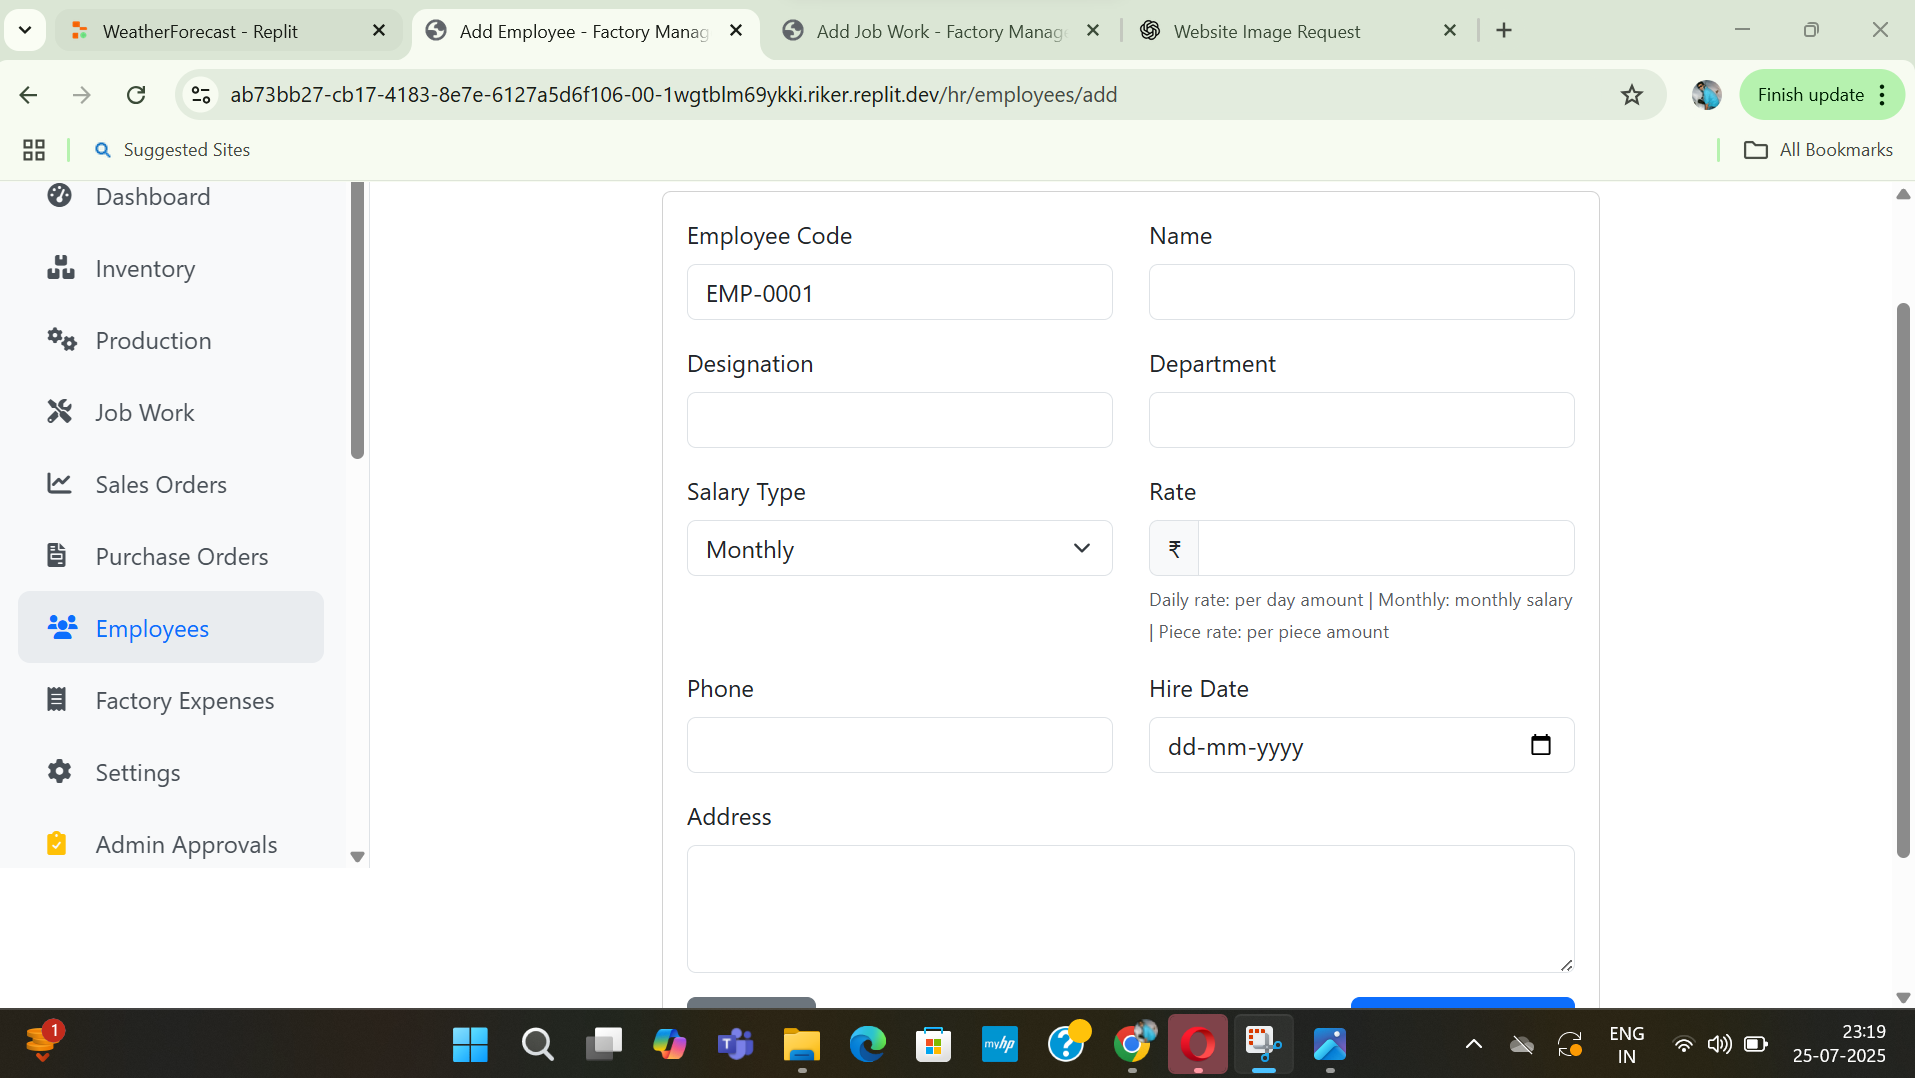 WeatherForecast - Replit
Add Employee - Factory Manag
Add Job Work - Factory Manage
Website Image Request
ab73bb27-cb17-4183-8e7e-6127a5d6f106-00-1wgtblm69ykki.riker.replit.dev/hr/employees/add
Finish update
Suggested Sites
All Bookmarks
Dashboard
Inventory
Production
Job Work
Sales Orders
Purchase Orders
Employees
Factory Expenses
Settings
Admin Approvals
Employee Code
Name
EMP-0001
Designation
Department
Salary Type
Rate
Monthly
₹
Daily rate: per day amount | Monthly: monthly salary
| Piece rate: per piece amount
Phone
Hire Date
dd-mm-yyyy
Address
1
myhp
ENG
IN
23:19
25-07-2025